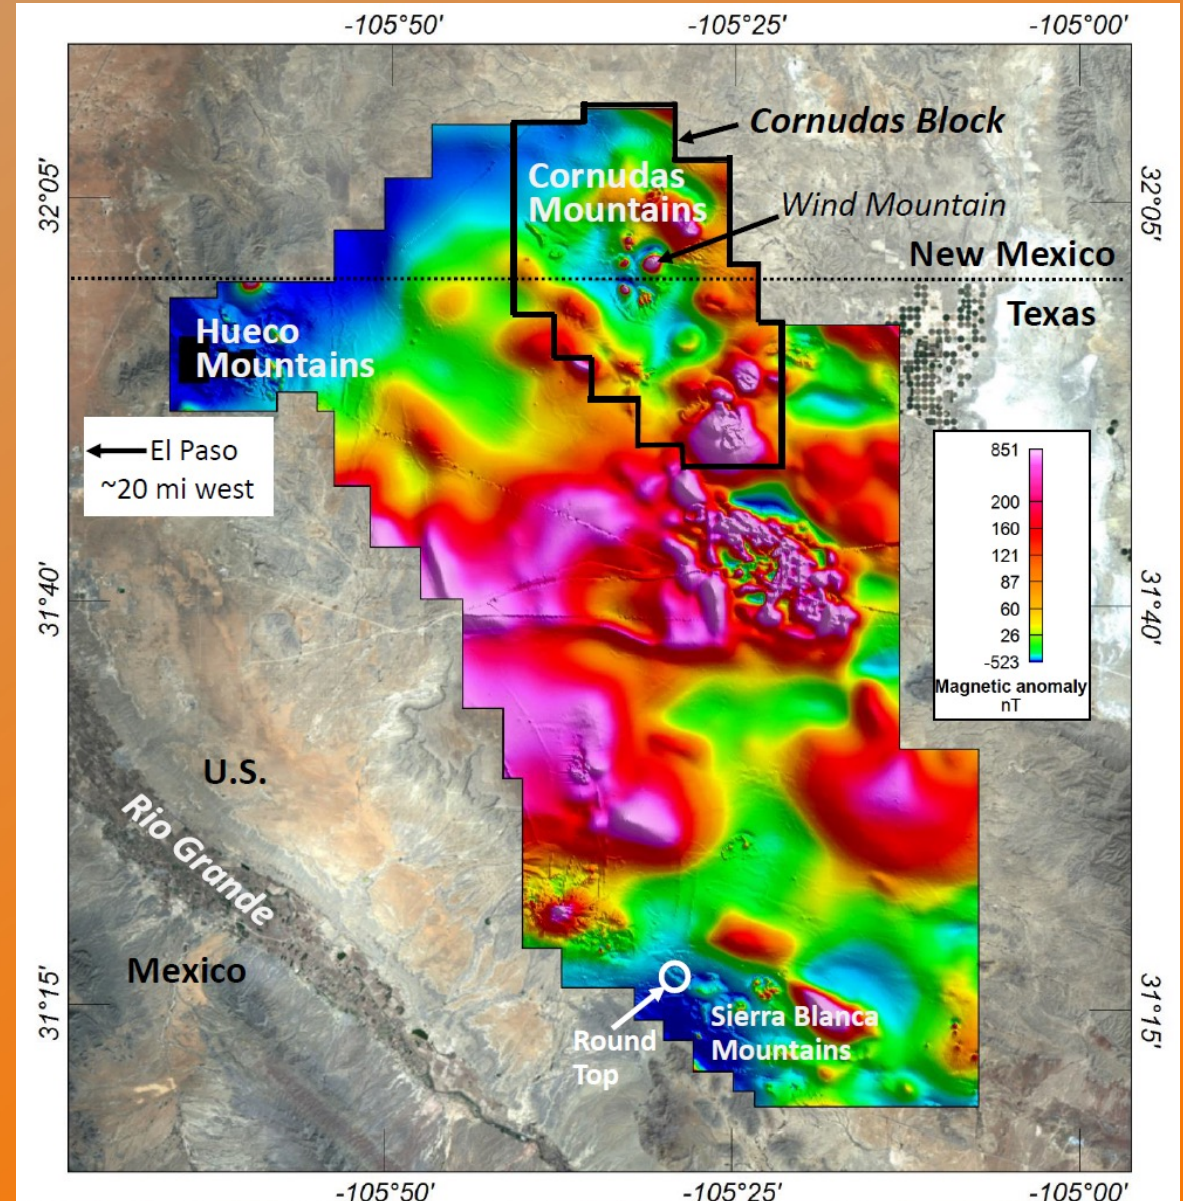 -105°50'
-105°25'
-105°00'
Cornudas Block
Cornudas
Mountains
Wind Mountain
32°05'
32°05'
New Mexico
Texas
Hueco
Mountains
El Paso
~20 mi west
851
200
160
121
87
60
26
-523
Magnetic anomaly
nT
31°40'
31°40'
U.S.
Rio Grande
Mexico
31°15'
31°15'
Round
Top
Sierra Blanca
Mountains
-105°50'
-105°25'
-105°00'